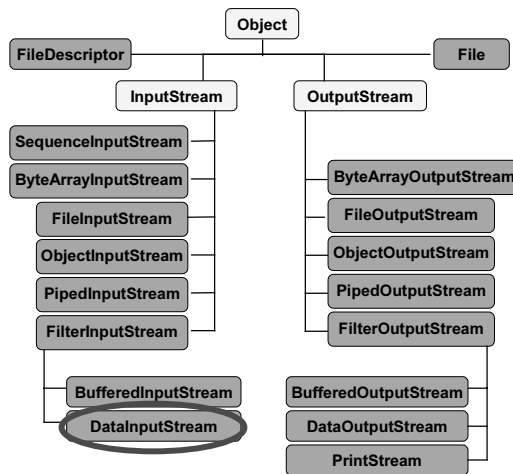 Object
FileDescriptor
File
InputStream
OutputStream
SequenceInputStream
ByteArrayInputStream
FileInputStream
ObjectInputStream
PipedInputStream
FilterInputStream
BufferedInputStream
DataInputStream
ByteArrayOutputStream
FileOutputStream
ObjectOutputStream
PipedOutputStream
FilterOutputStream
BufferedOutputStream
DataOutputStream
PrintStream